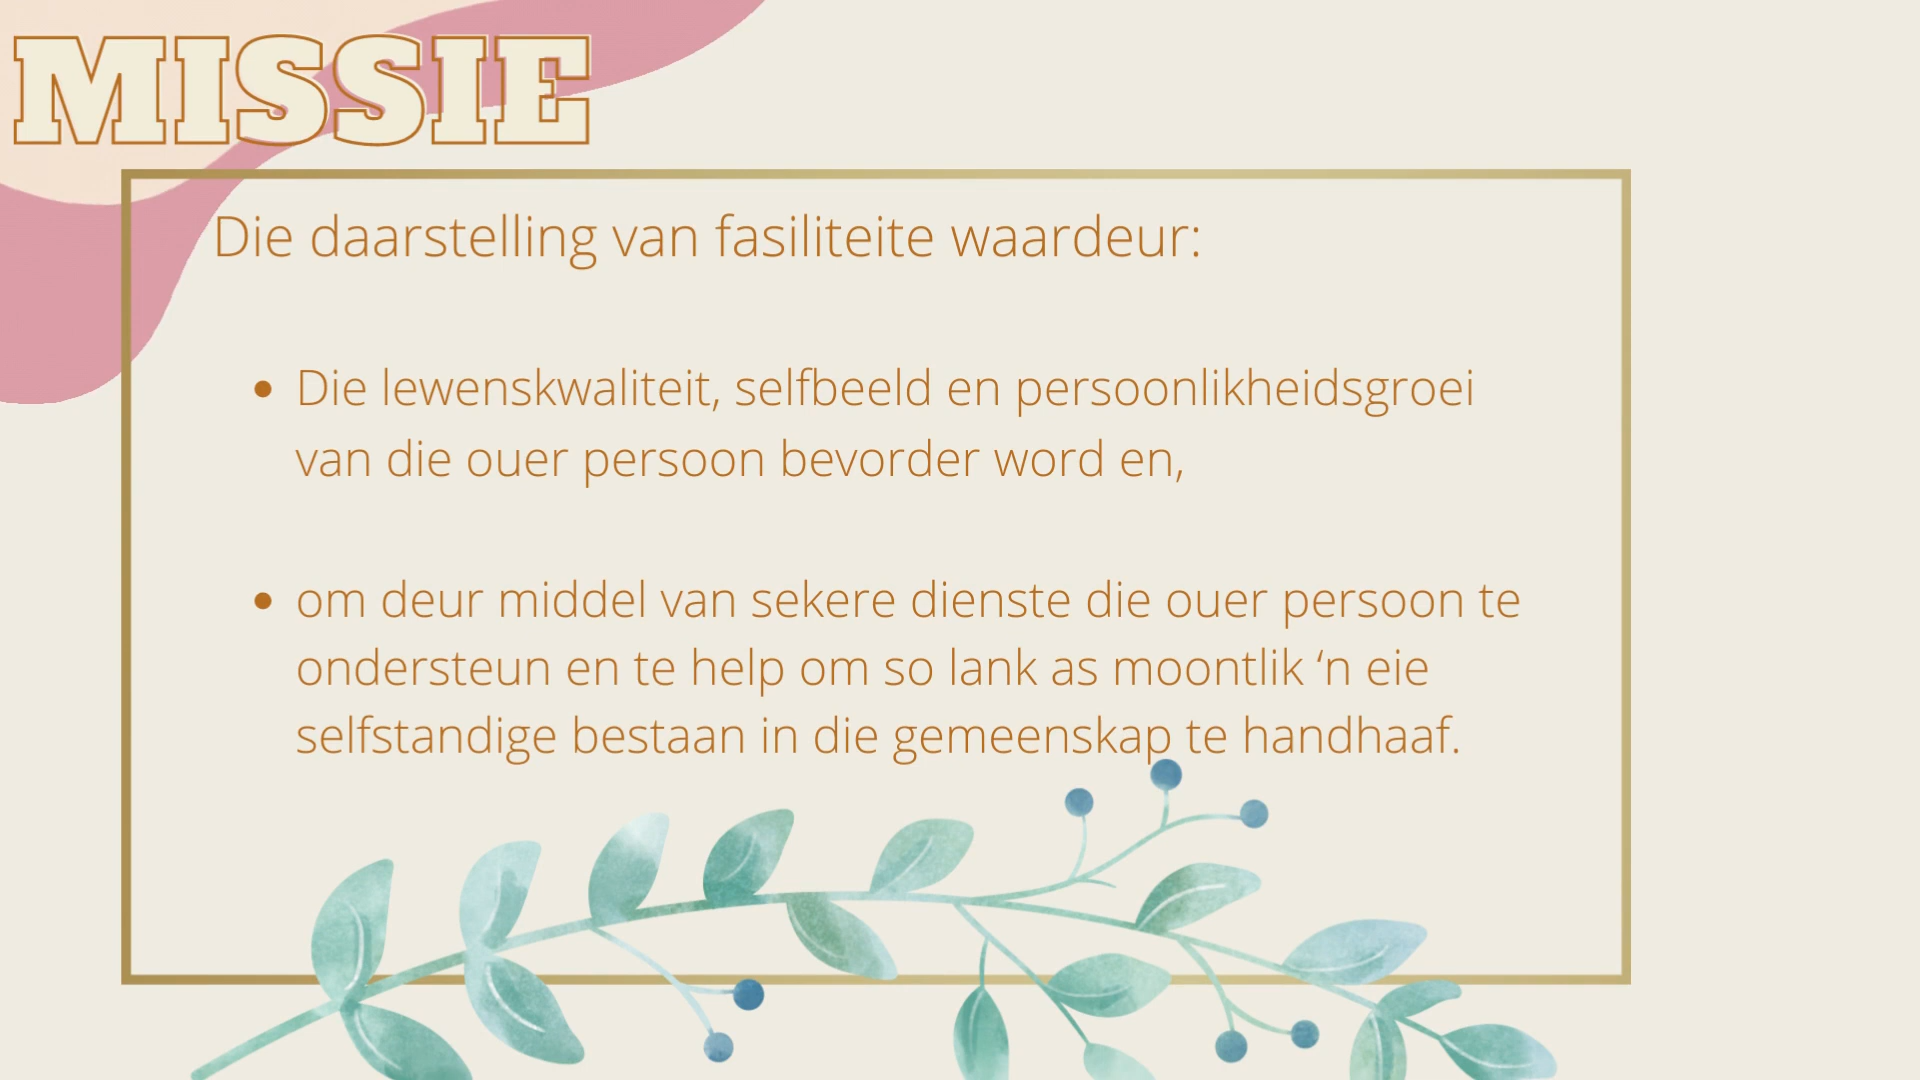 MISSIE
Die daarstelling van fasiliteite waardeur:
• Die lewenskwaliteit, selfbeeld en persoonlikheidsgroei
van die ouer persoon bevorder word en,
• om deur middel van sekere dienste die ouer persoon te
ondersteun en te help om so lank as moontlik ‘n eie
selfstandige bestaan in die gemeenskap te handhaaf.